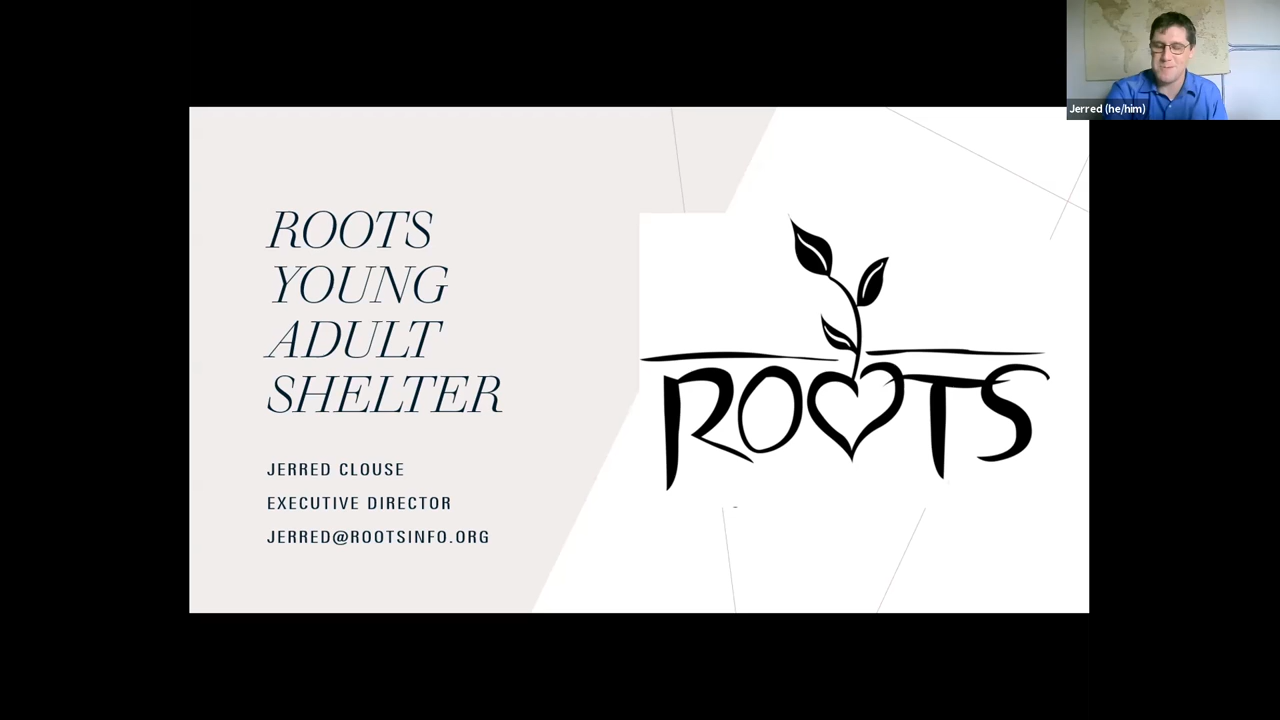 Jerred (he/him)
ROOTS
YOUNG
ADULT
SHELTER
JERRED CLOUSE
EXECUTIVE DIRECTOR
JERRED@ROOTSINFO.ORG
ROOTS